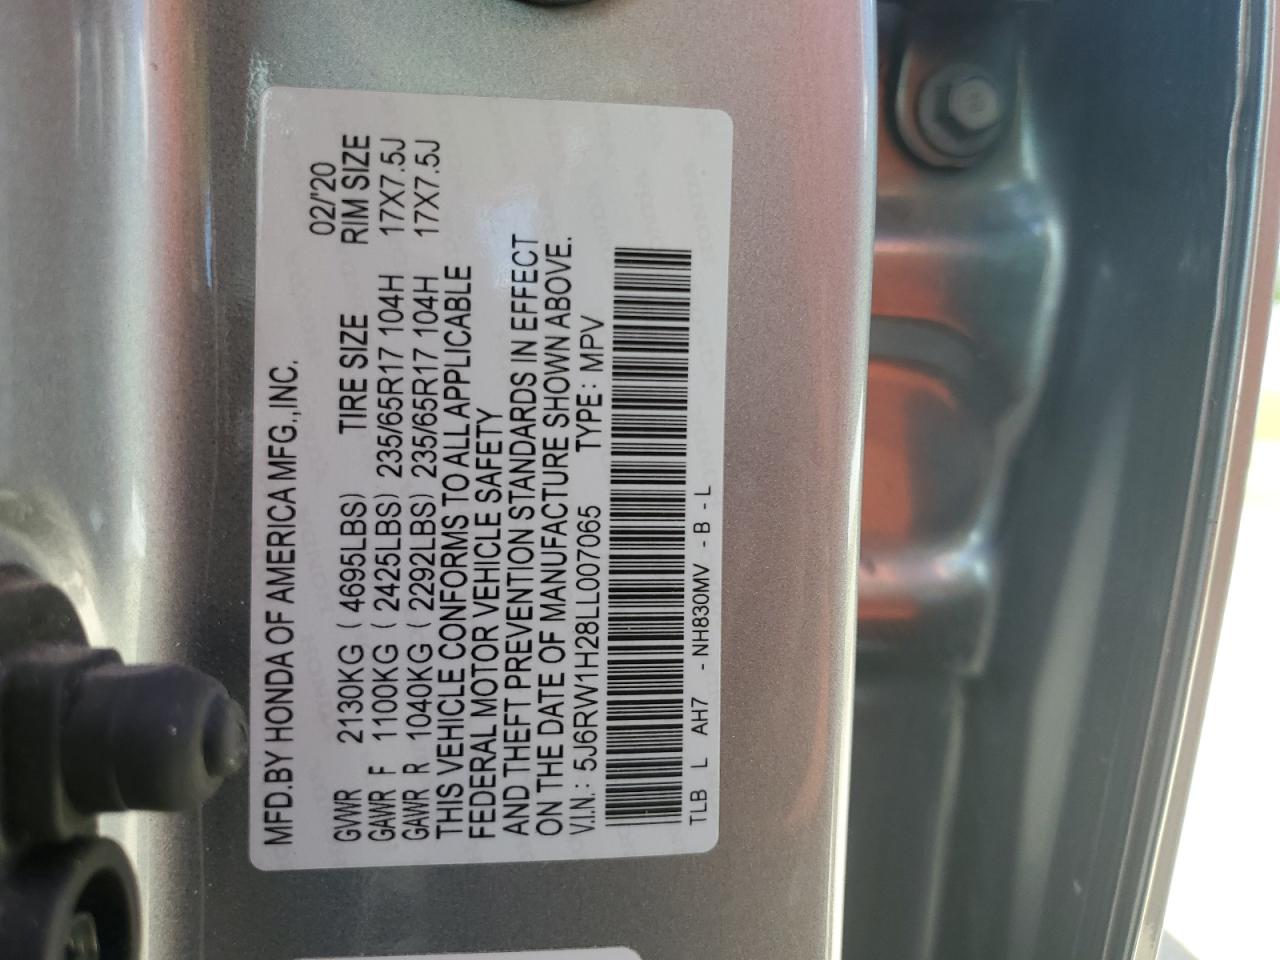 MFD.BY HONDA OF AMERICA MFG.,INC. 02/'20
GVWR 2130KG ( 4695LBS) TIRE SIZE RIM SIZE
GAWR F 1100KG ( 2425LBS) 235/65R17 104H 17X7.5J
GAWR R 1040KG ( 2292LBS) 235/65R17 104H 17X7.5J
THIS VEHICLE CONFORMS TO ALL APPLICABLE
FEDERAL MOTOR VEHICLE SAFETY
AND THEFT PREVENTION STANDARDS IN EFFECT
ON THE DATE OF MANUFACTURE SHOWN ABOVE.
V.I.N.: 5J6RW1H28LL007065 TYPE: MPV
TLB L AH7 - NH830MV - B - L